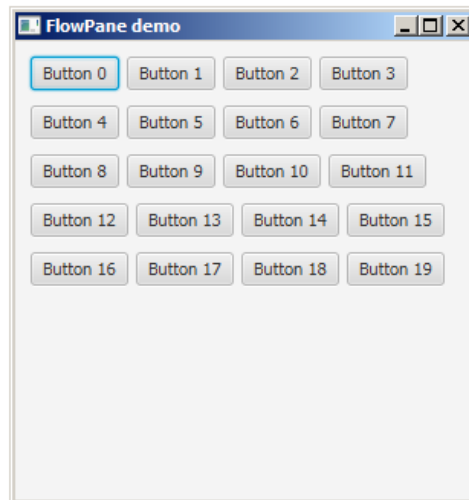 FlowPane demo
Button 0 Button 1 Button 2 Button 3
Button 4 Button 5 Button 6 Button 7
Button 8 Button 9 Button 10 Button 11
Button 12 Button 13 Button 14 Button 15
Button 16 Button 17 Button 18 Button 19